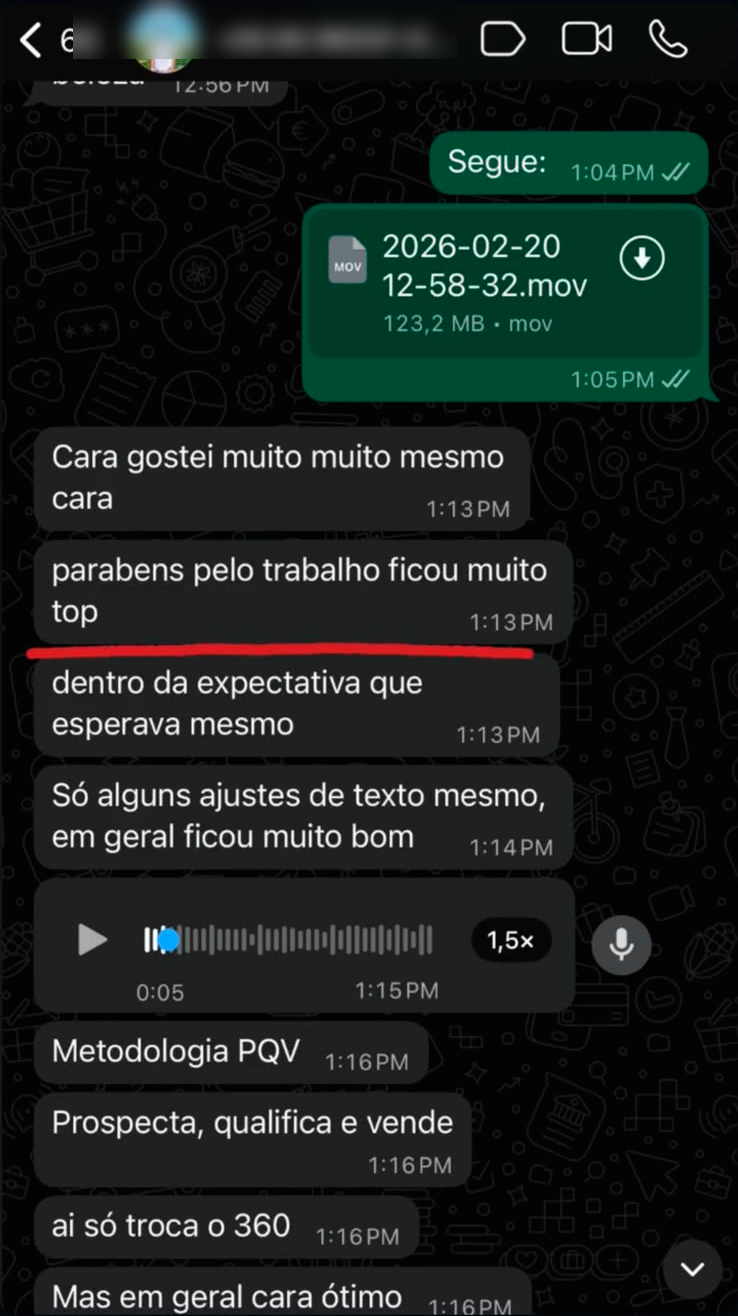 12:56 PM
Segue: 1:04 PM
MOV
2026-02-20
12-58-32.mov
123,2 MB • mov
1:05 PM
Cara gostei muito muito mesmo
cara 1:13 PM
parabens pelo trabalho ficou muito
top 1:13 PM
dentro da expectativa que
esperava mesmo 1:13 PM
Só alguns ajustes de texto mesmo,
em geral ficou muito bom 1:14 PM
1,5×
0:05 1:15 PM
Metodologia PQV 1:16 PM
Prospecta, qualifica e vende
1:16 PM
ai só troca o 360 1:16 PM
Mas em geral cara ótimo 1:16 PM